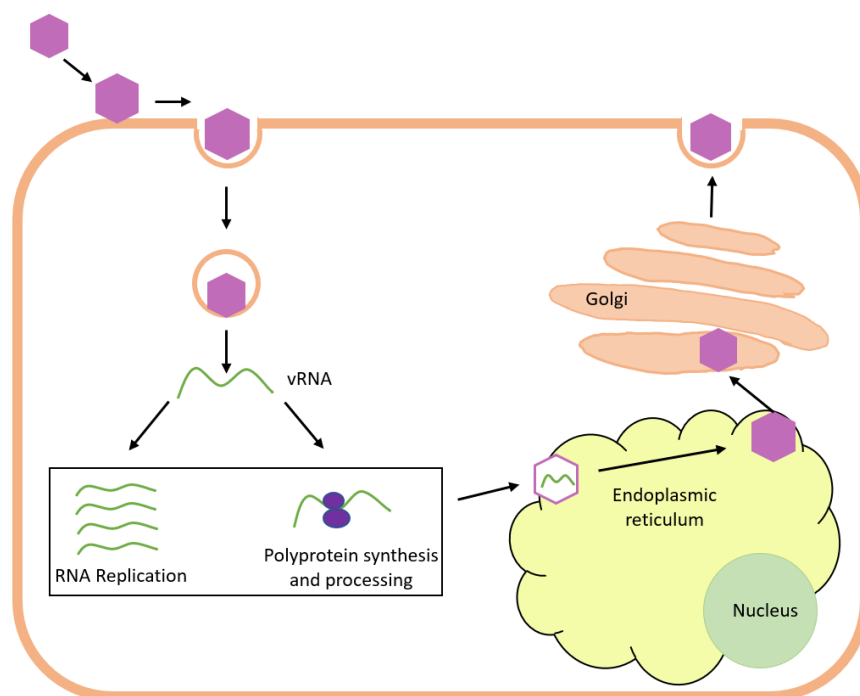 Golgi
vRNA
RNA Replication
Polyprotein synthesis
and processing
Endoplasmic
reticulum
Nucleus